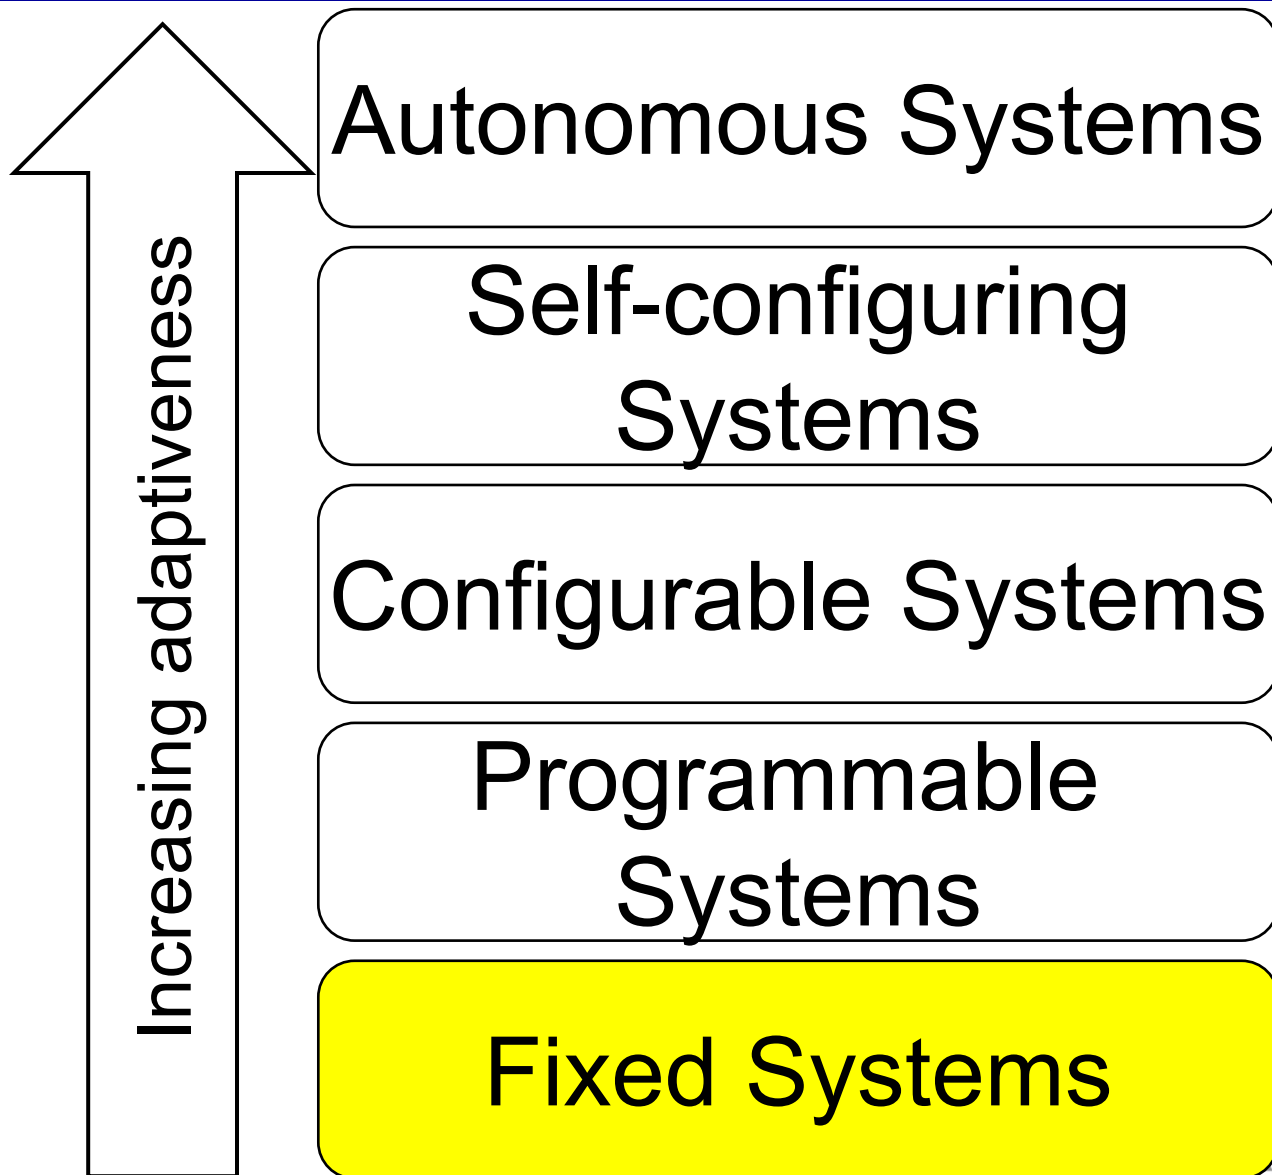 Increasing adaptiveness
Autonomous Systems
Self-configuring
Systems
Configurable Systems
Programmable
Systems
Fixed Systems